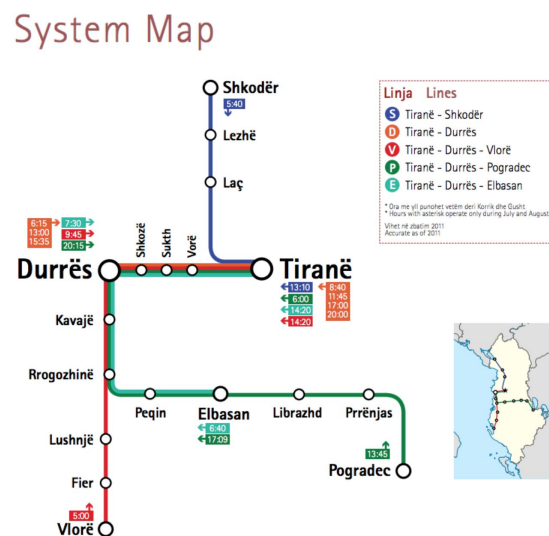 System Map
Shkodër
5:40
Lezhë
Laç
Linja Lines
S Tiranë - Shkodër
D Tiranë - Durrës
V Tiranë - Durrës - Vlorë
P Tiranë - Durrës - Pogradec
E Tiranë - Durrës - Elbasan
* Ora me yll punohet vetëm deri Korrik dhe Gusht
* Hours with asterisk operate only during July and August
Vihet në zbatim 2011
Accurate as of 2011
6:15
13:00
15:35
7:30
9:45
20:15
Shkozë
Sukth
Vorë
Durrës
Tiranë
13:10
6:00
14:20
14:20
8:40
11:45
17:00
20:00
Kavajë
Rrogozhinë
Peqin
Elbasan
6:40
17:09
Librazhd
Prrënjas
13:45
Pogradec
Lushnjë
Fier
5:00
Vlorë